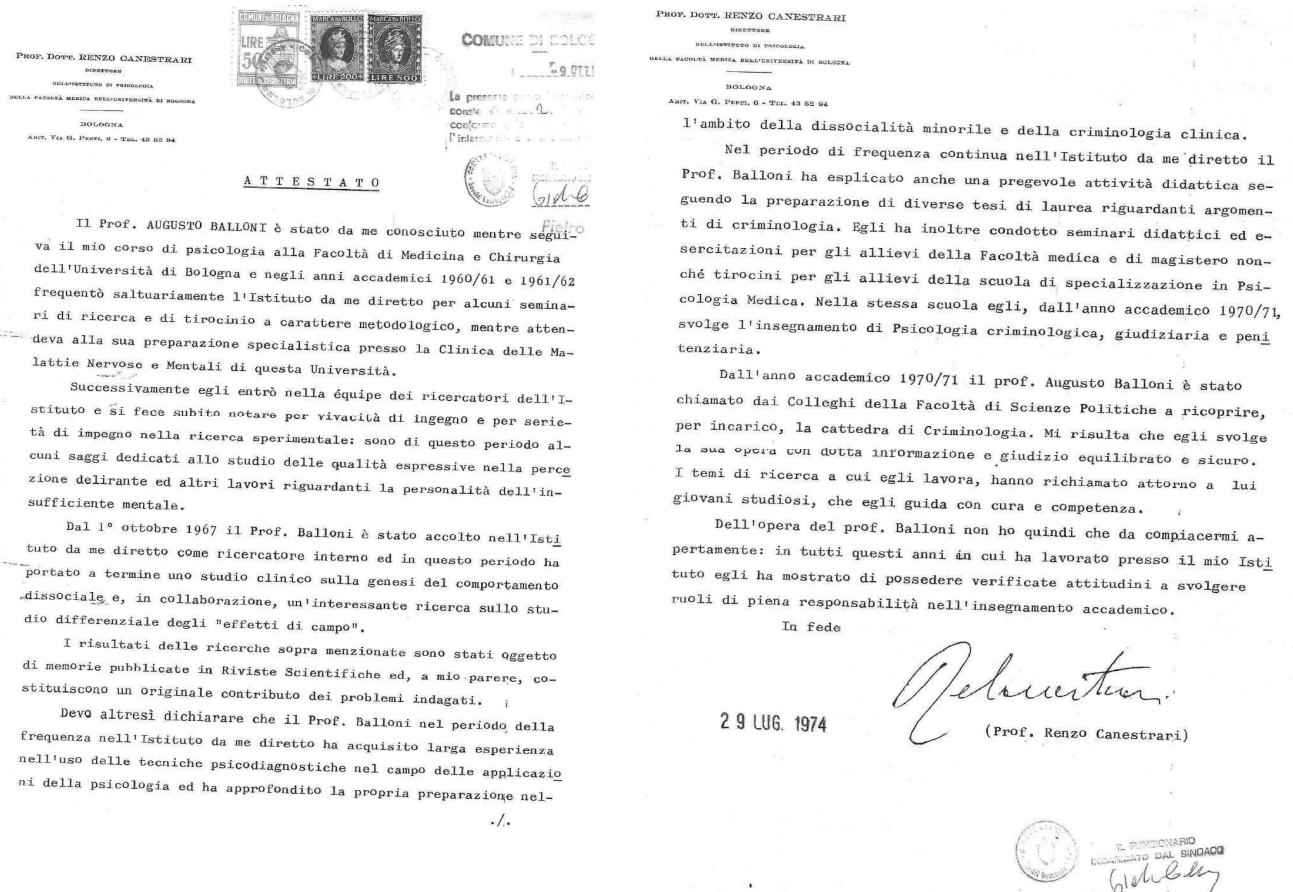 PROF. DOTT. RENZO CANESTRARI
DIRETTORE
DELL'ISTITUTO DI PSICOLOGIA
DELLA FACOLTÀ MEDICA DELL'UNIVERSITÀ DI BOLOGNA
BOLOGNA
ABIT. VIA G. PERTI, 6 - TEL. 43 52 94
COMUNE DI BOLOGNA
LIRE
50
DIRITTI DI SEGRETERIA
MARCA DA BOLLO
LIRE 200
MARCA DA BOLLO
LIRE 500
COMUNE DI BOLOG
9 OTT
La presente
conforme
ATTESTATO
Pietro
Il Prof. AUGUSTO BALLONI è stato da me conosciuto mentre segui-
va il mio corso di psicologia alla Facoltà di Medicina e Chirurgia
dell'Università di Bologna e negli anni accademici 1960/61 e 1961/62
frequentò saltuariamente l'Istituto da me diretto per alcuni semina-
ri di ricerca e di tirocinio a carattere metodologico, mentre atten-
deva alla sua preparazione specialistica presso la Clinica delle Ma-
lattie Nervose e Mentali di questa Università.
Successivamente egli entrò nella équipe dei ricercatori dell'I-
stituto e si fece subito notare per vivacità di ingegno e per serie-
tà di impegno nella ricerca sperimentale: sono di questo periodo al-
cuni saggi dedicati allo studio delle qualità espressive nella perce
zione delirante ed altri lavori riguardanti la personalità dell'in-
sufficiente mentale.
Dal 1° ottobre 1967 il Prof. Balloni è stato accolto nell'Isti
tuto da me diretto come ricercatore interno ed in questo periodo ha
portato a termine uno studio clinico sulla genesi del comportamento
dissociale e, in collaborazione, un'interessante ricerca sullo stu-
dio differenziale degli "effetti di campo".
I risultati delle ricerche sopra menzionate sono stati oggetto
di memorie pubblicate in Riviste Scientifiche ed, a mio parere, co-
stituiscono un originale contributo dei problemi indagati.
Devo altresì dichiarare che il Prof. Balloni nel periodo della
frequenza nell'Istituto da me diretto ha acquisito larga esperienza
nell'uso delle tecniche psicodiagnostiche nel campo delle applicazio
ni della psicologia ed ha approfondito la propria preparazione nel-
./.
PROF. DOTT. RENZO CANESTRARI
DIRETTORE
DELL'ISTITUTO DI PSICOLOGIA
DELLA FACOLTÀ MEDICA DELL'UNIVERSITÀ DI BOLOGNA
BOLOGNA
ABIT. VIA G. PERTI, 6 - TEL. 43 52 94
l'ambito della dissocialità minorile e della criminologia clinica.
Nel periodo di frequenza continua nell'Istituto da me diretto il
Prof. Balloni ha esplicato anche una pregevole attività didattica se-
guendo la preparazione di diverse tesi di laurea riguardanti argomen-
ti di criminologia. Egli ha inoltre condotto seminari didattici ed e-
sercitazioni per gli allievi della Facoltà medica e di magistero non-
ché tirocini per gli allievi della scuola di specializzazione in Psi-
cologia Medica. Nella stessa scuola egli, dall'anno accademico 1970/71,
svolge l'insegnamento di Psicologia criminologica, giudiziaria e peni
tenziaria.
Dall'anno accademico 1970/71 il prof. Augusto Balloni è stato
chiamato dai Colleghi della Facoltà di Scienze Politiche a ricoprire,
per incarico, la cattedra di Criminologia. Mi risulta che egli svolge
la sua opera con dotta informazione e giudizio equilibrato e sicuro.
I temi di ricerca a cui egli lavora, hanno richiamato attorno a lui
giovani studiosi, che egli guida con cura e competenza.
Dell'opera del prof. Balloni non ho quindi che da compiacermi a-
pertamente: in tutti questi anni in cui ha lavorato presso il mio Isti
tuto egli ha mostrato di possedere verificate attitudini a svolgere
ruoli di piena responsabilità nell'insegnamento accademico.
In fede
29 LUG. 1974
(Prof. Renzo Canestrari)
IL FUNZIONARIO
INCARICATO DAL SINDACO